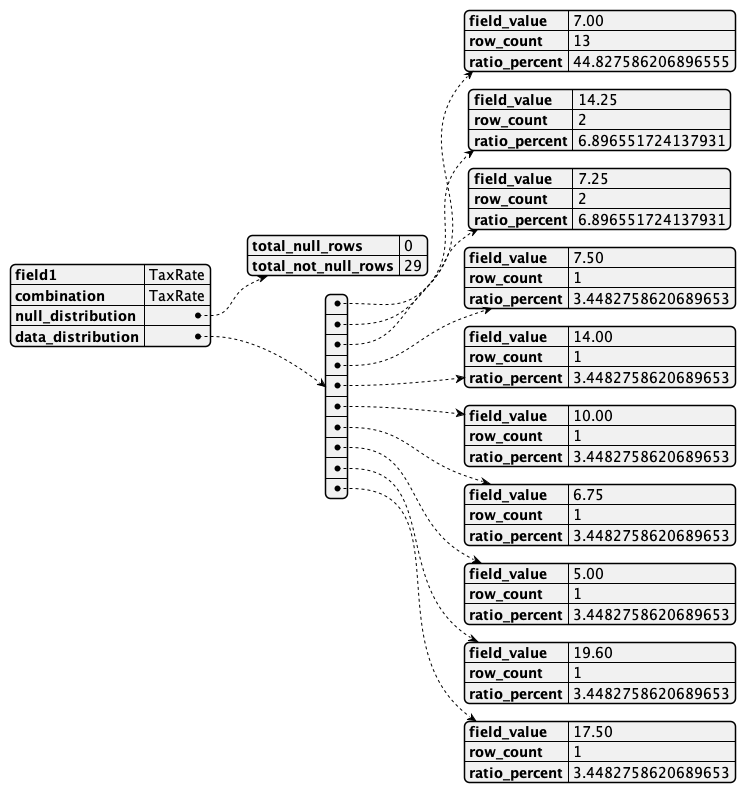 field1 TaxRate
combination TaxRate
null_distribution
data_distribution
total_null_rows 0
total_not_null_rows 29
field_value 7.00
row_count 13
ratio_percent 44.827586206896555
field_value 14.25
row_count 2
ratio_percent 6.896551724137931
field_value 7.25
row_count 2
ratio_percent 6.896551724137931
field_value 7.50
row_count 1
ratio_percent 3.4482758620689653
field_value 14.00
row_count 1
ratio_percent 3.4482758620689653
field_value 10.00
row_count 1
ratio_percent 3.4482758620689653
field_value 6.75
row_count 1
ratio_percent 3.4482758620689653
field_value 5.00
row_count 1
ratio_percent 3.4482758620689653
field_value 19.60
row_count 1
ratio_percent 3.4482758620689653
field_value 17.50
row_count 1
ratio_percent 3.4482758620689653